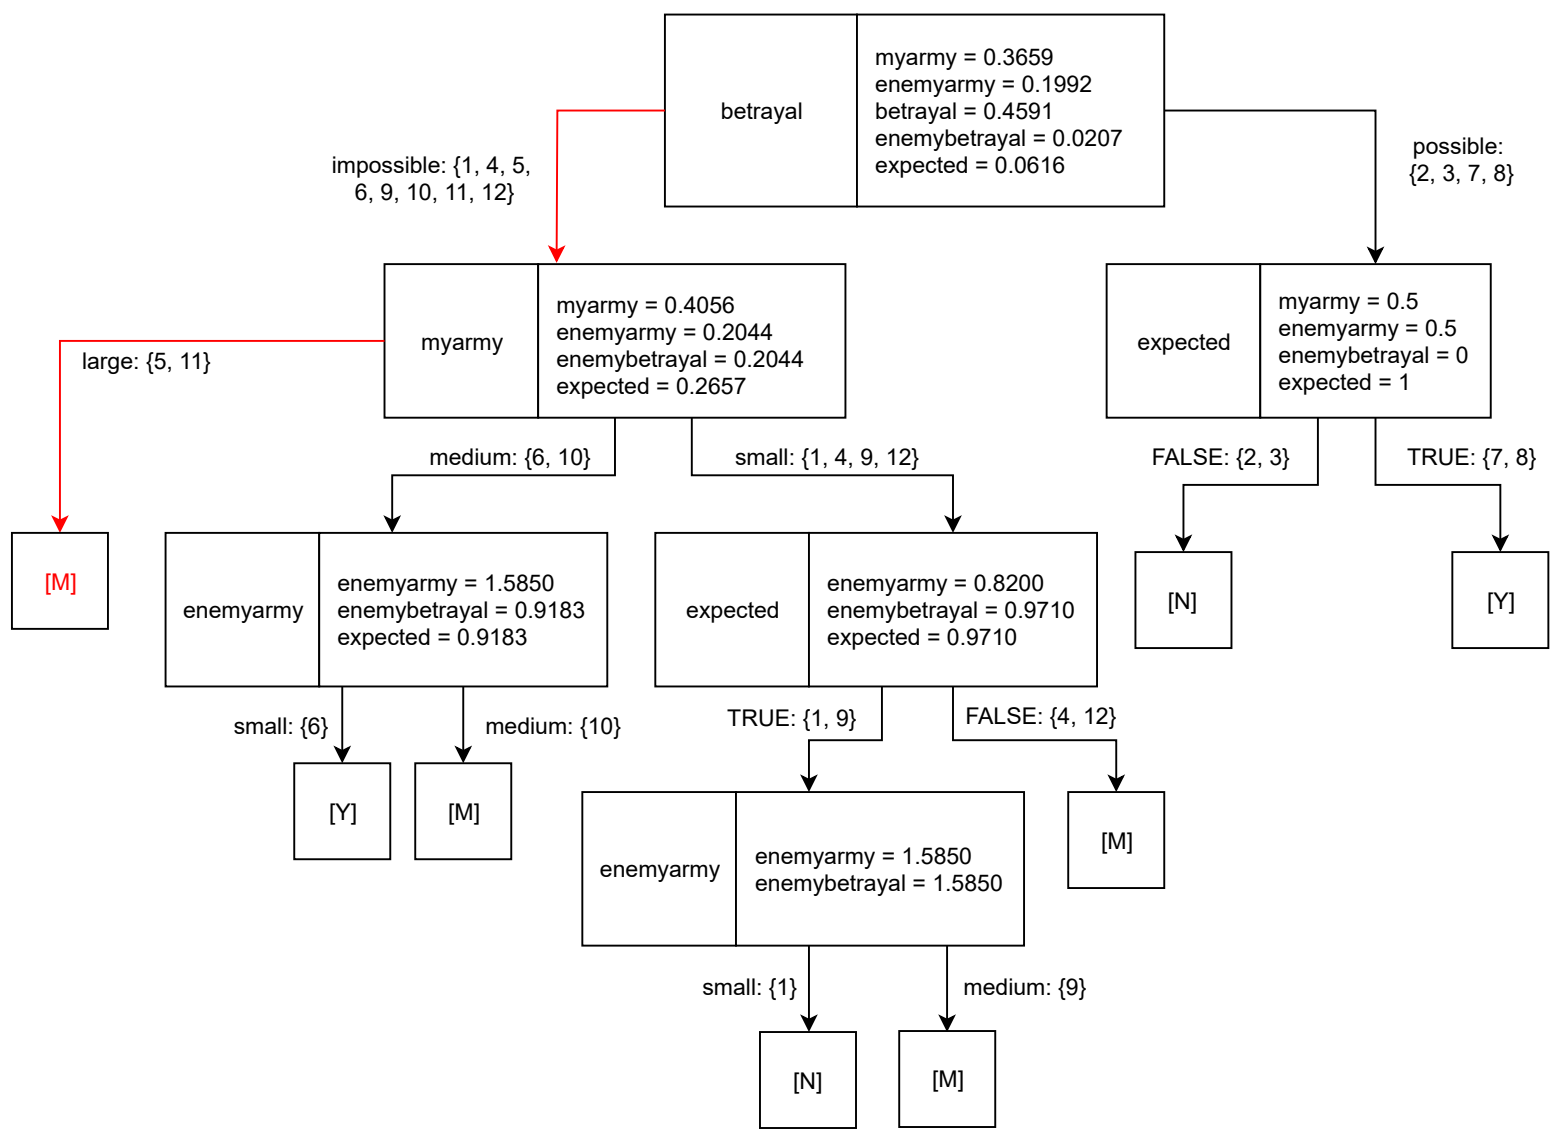 betrayal
myarmy = 0.3659
enemyarmy = 0.1992
betrayal = 0.4591
enemybetrayal = 0.0207
expected = 0.0616
impossible: {1, 4, 5,
6, 9, 10, 11, 12}
possible:
{2, 3, 7, 8}
myarmy
myarmy = 0.4056
enemyarmy = 0.2044
enemybetrayal = 0.2044
expected = 0.2657
expected
myarmy = 0.5
enemyarmy = 0.5
enemybetrayal = 0
expected = 1
large: {5, 11}
medium: {6, 10}
small: {1, 4, 9, 12}
FALSE: {2, 3}
TRUE: {7, 8}
[M]
enemyarmy
enemyarmy = 1.5850
enemybetrayal = 0.9183
expected = 0.9183
expected
enemyarmy = 0.8200
enemybetrayal = 0.9710
expected = 0.9710
[N]
[Y]
small: {6}
medium: {10}
TRUE: {1, 9}
FALSE: {4, 12}
[Y]
[M]
enemyarmy
enemyarmy = 1.5850
enemybetrayal = 1.5850
[M]
small: {1}
medium: {9}
[N]
[M]